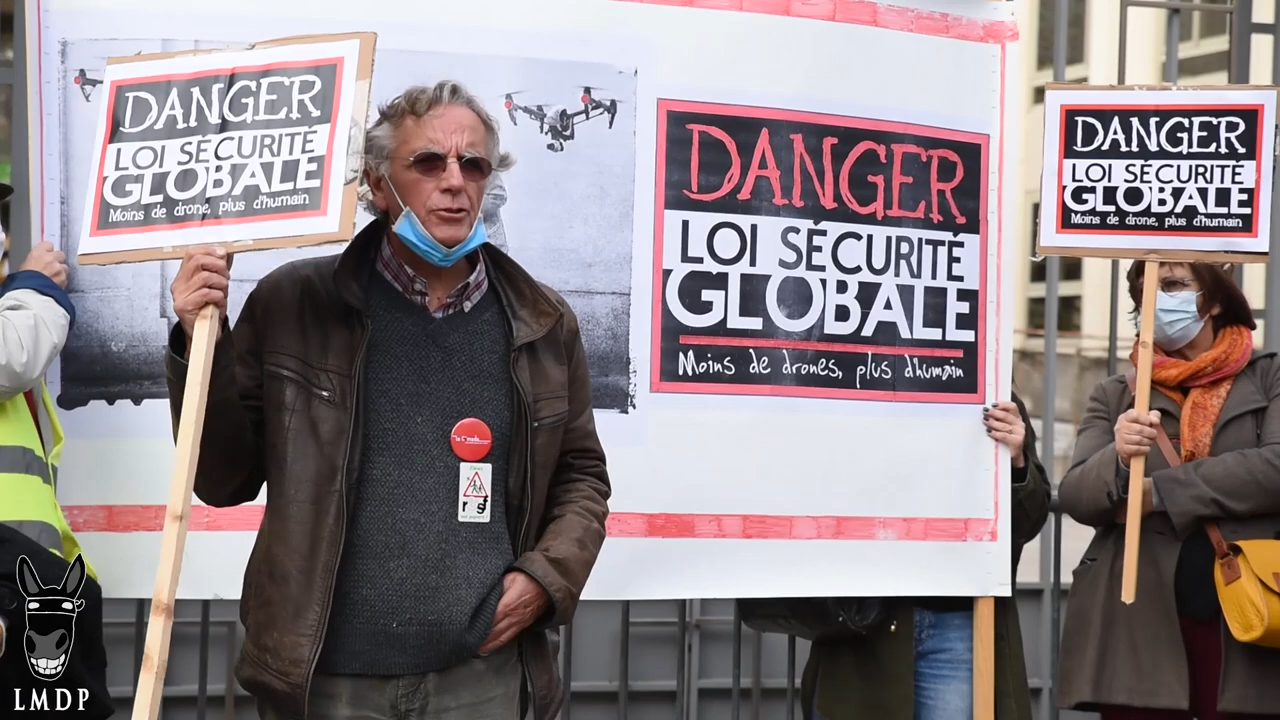 DANGER
LOI SÉCURITÉ
GLOBALE
Moins de drone, plus d'humain
DANGER
LOI SÉCURITÉ
GLOBALE
Moins de drones, plus d'humain
DANGER
LOI SÉCURITÉ
GLOBALE
Moins de drone, plus d'humain
LMDP